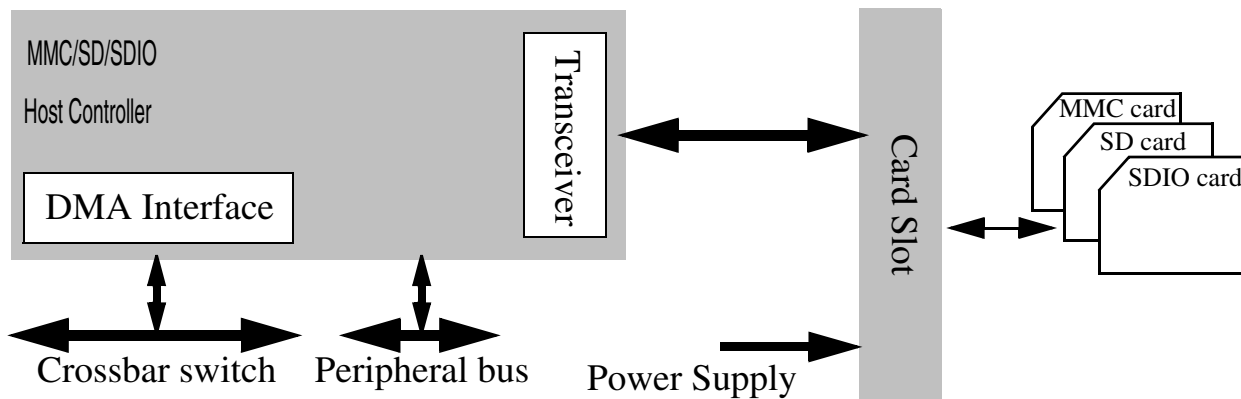 MMC/SD/SDIO
Host Controller
Transceiver
DMA Interface
Card Slot
MMC card
SD card
SDIO card
Crossbar switch
Peripheral bus
Power Supply